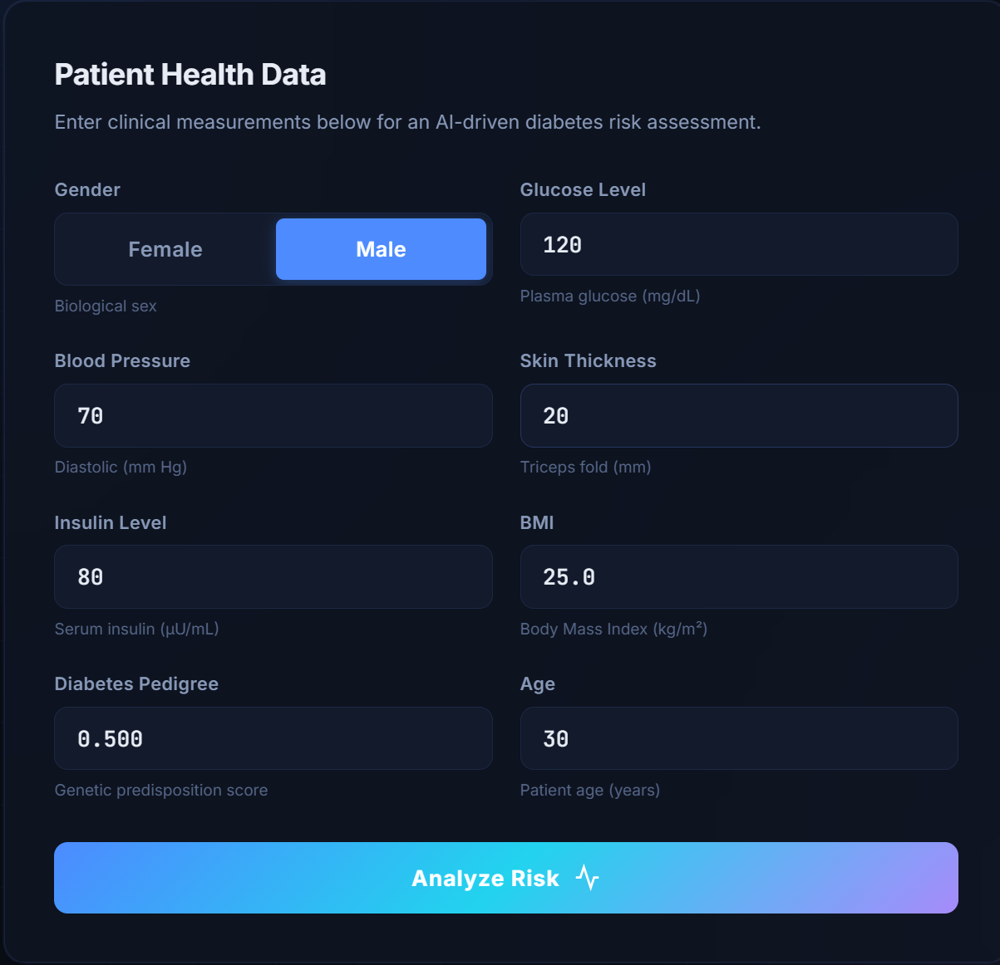 Patient Health Data
Enter clinical measurements below for an AI-driven diabetes risk assessment.
Gender
Female
Male
Biological sex
Glucose Level
120
Plasma glucose (mg/dL)
Blood Pressure
70
Diastolic (mm Hg)
Skin Thickness
20
Triceps fold (mm)
Insulin Level
80
Serum insulin (μU/mL)
BMI
25.0
Body Mass Index (kg/m²)
Diabetes Pedigree
0.500
Genetic predisposition score
Age
30
Patient age (years)
Analyze Risk